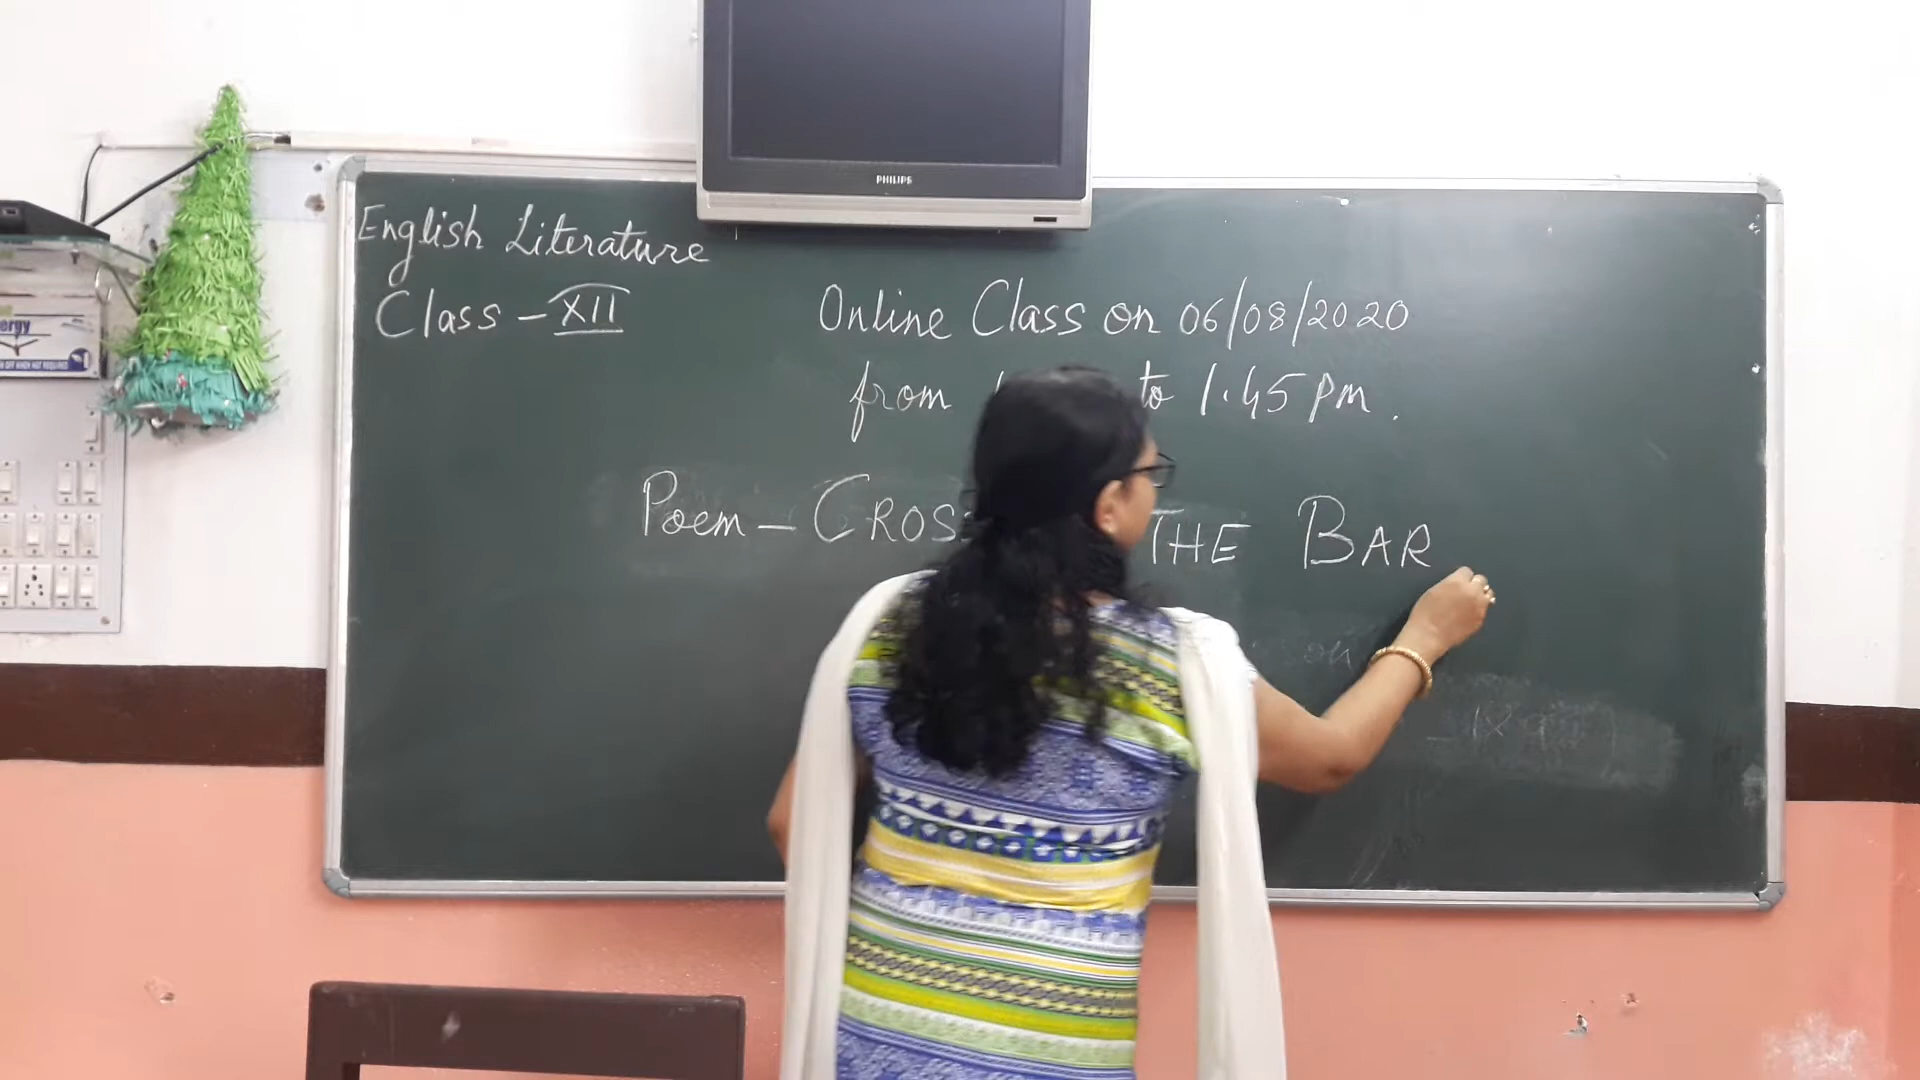 PHILIPS
English Literature
Class - XII
Online Class on 06/08/2020
from to 1.45 pm.
Poem - CROS THE BAR
ergy